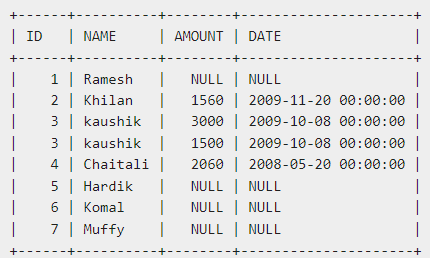 +------+----------+--------+---------------------+
| ID   | NAME     | AMOUNT | DATE                |
+------+----------+--------+---------------------+
|    1 | Ramesh   |   NULL | NULL                |
|    2 | Khilan   |   1560 | 2009-11-20 00:00:00 |
|    3 | kaushik  |   3000 | 2009-10-08 00:00:00 |
|    3 | kaushik  |   1500 | 2009-10-08 00:00:00 |
|    4 | Chaitali |   2060 | 2008-05-20 00:00:00 |
|    5 | Hardik   |   NULL | NULL                |
|    6 | Komal    |   NULL | NULL                |
|    7 | Muffy    |   NULL | NULL                |
+------+----------+--------+---------------------+